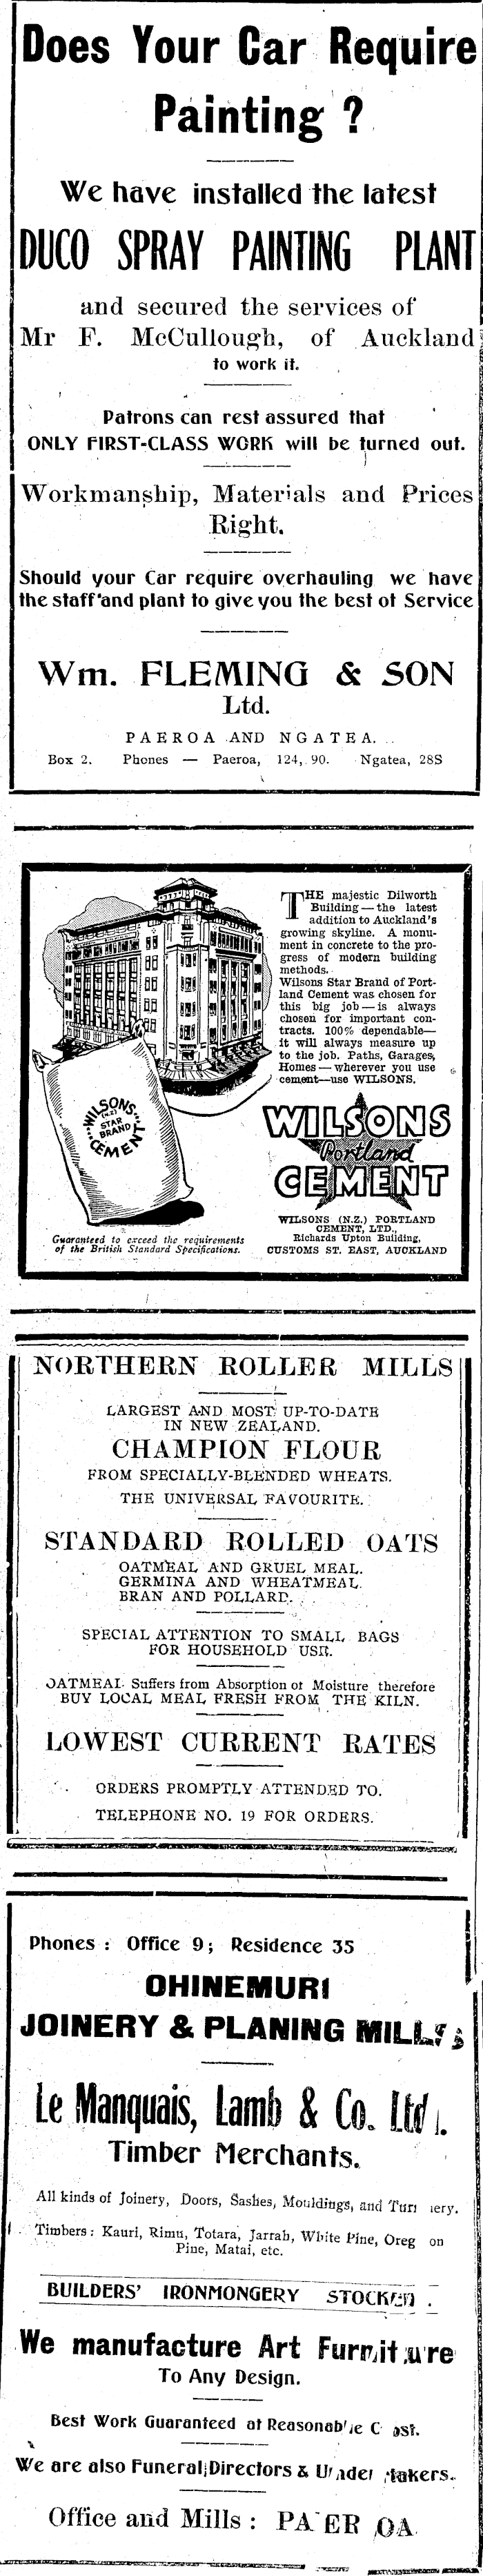 Does Your Car Require
Painting ?
We have installed the latest
DUCO SPRAY PAINTING PLANT
and secured the services of
Mr F. McCullough, of Auckland
to work it.
Patrons can rest assured that
ONLY FIRST-CLASS WORK will be turned out.
Workmanship, Materials and Prices
Right.
Should your Car require overhauling we have
the staff and plant to give you the best of Service
Wm. FLEMING & SON
Ltd.
PAEROA AND NGATEA.
Box 2. Phones — Paeroa, 124, 90. Ngatea, 28S
THE majestic Dilworth
Building—the latest
addition to Auckland's
growing skyline. A monu-
ment in concrete to the pro-
gress of modern building
methods.
Wilsons Star Brand of Port-
land Cement was chosen for
this big job—is always
chosen for important con-
tracts. 100% dependable—
it will always measure up
to the job. Paths, Garages,
Homes—wherever you use
cement—use WILSONS.
WILSONS
(N.Z.)
STAR
BRAND
CEMENT
WILSONS
Portland
CEMENT
Guaranteed to exceed the requirements
of the British Standard Specifications.
WILSONS (N.Z.) PORTLAND
CEMENT, LTD.,
Richards Upton Building,
CUSTOMS ST. EAST, AUCKLAND
NORTHERN ROLLER MILLS
LARGEST AND MOST UP-TO-DATE
IN NEW ZEALAND.
CHAMPION FLOUR
FROM SPECIALLY-BLENDED WHEATS.
THE UNIVERSAL FAVOURITE.
STANDARD ROLLED OATS
OATMEAL AND GRUEL MEAL.
GERMINA AND WHEATMEAL.
BRAN AND POLLARD.
SPECIAL ATTENTION TO SMALL BAGS
FOR HOUSEHOLD USE.
OATMEAL Suffers from Absorption of Moisture therefore
BUY LOCAL MEAL FRESH FROM THE KILN.
LOWEST CURRENT RATES
ORDERS PROMPTLY ATTENDED TO.
TELEPHONE NO. 19 FOR ORDERS.
Phones : Office 9; Residence 35
OHINEMURI
JOINERY & PLANING MILLS
Le Manquais, Lamb & Co. Ltd.
Timber Merchants.
All kinds of Joinery, Doors, Sashes, Mouldings, and Turnery.
Timbers: Kauri, Rimu, Totara, Jarrah, White Pine, Oregon
Pine, Matai, etc.
BUILDERS' IRONMONGERY STOCKED.
We manufacture Art Furniture
To Any Design.
Best Work Guaranteed at Reasonable Cost.
We are also Funeral Directors & Undertakers.
Office and Mills : PAEROA.